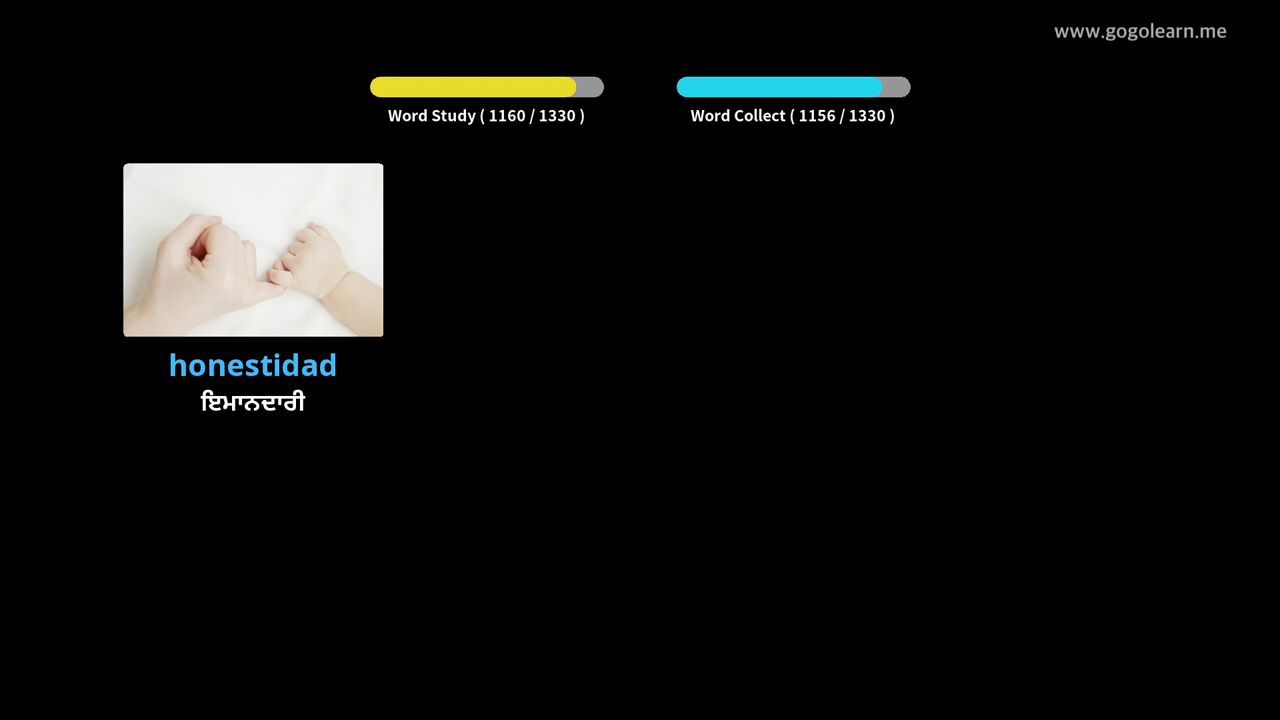 www.gogolearn.me
Word Study ( 1160 / 1330 )
Word Collect ( 1156 / 1330 )
honestidad
ਇਮਾਨਦਾਰੀ